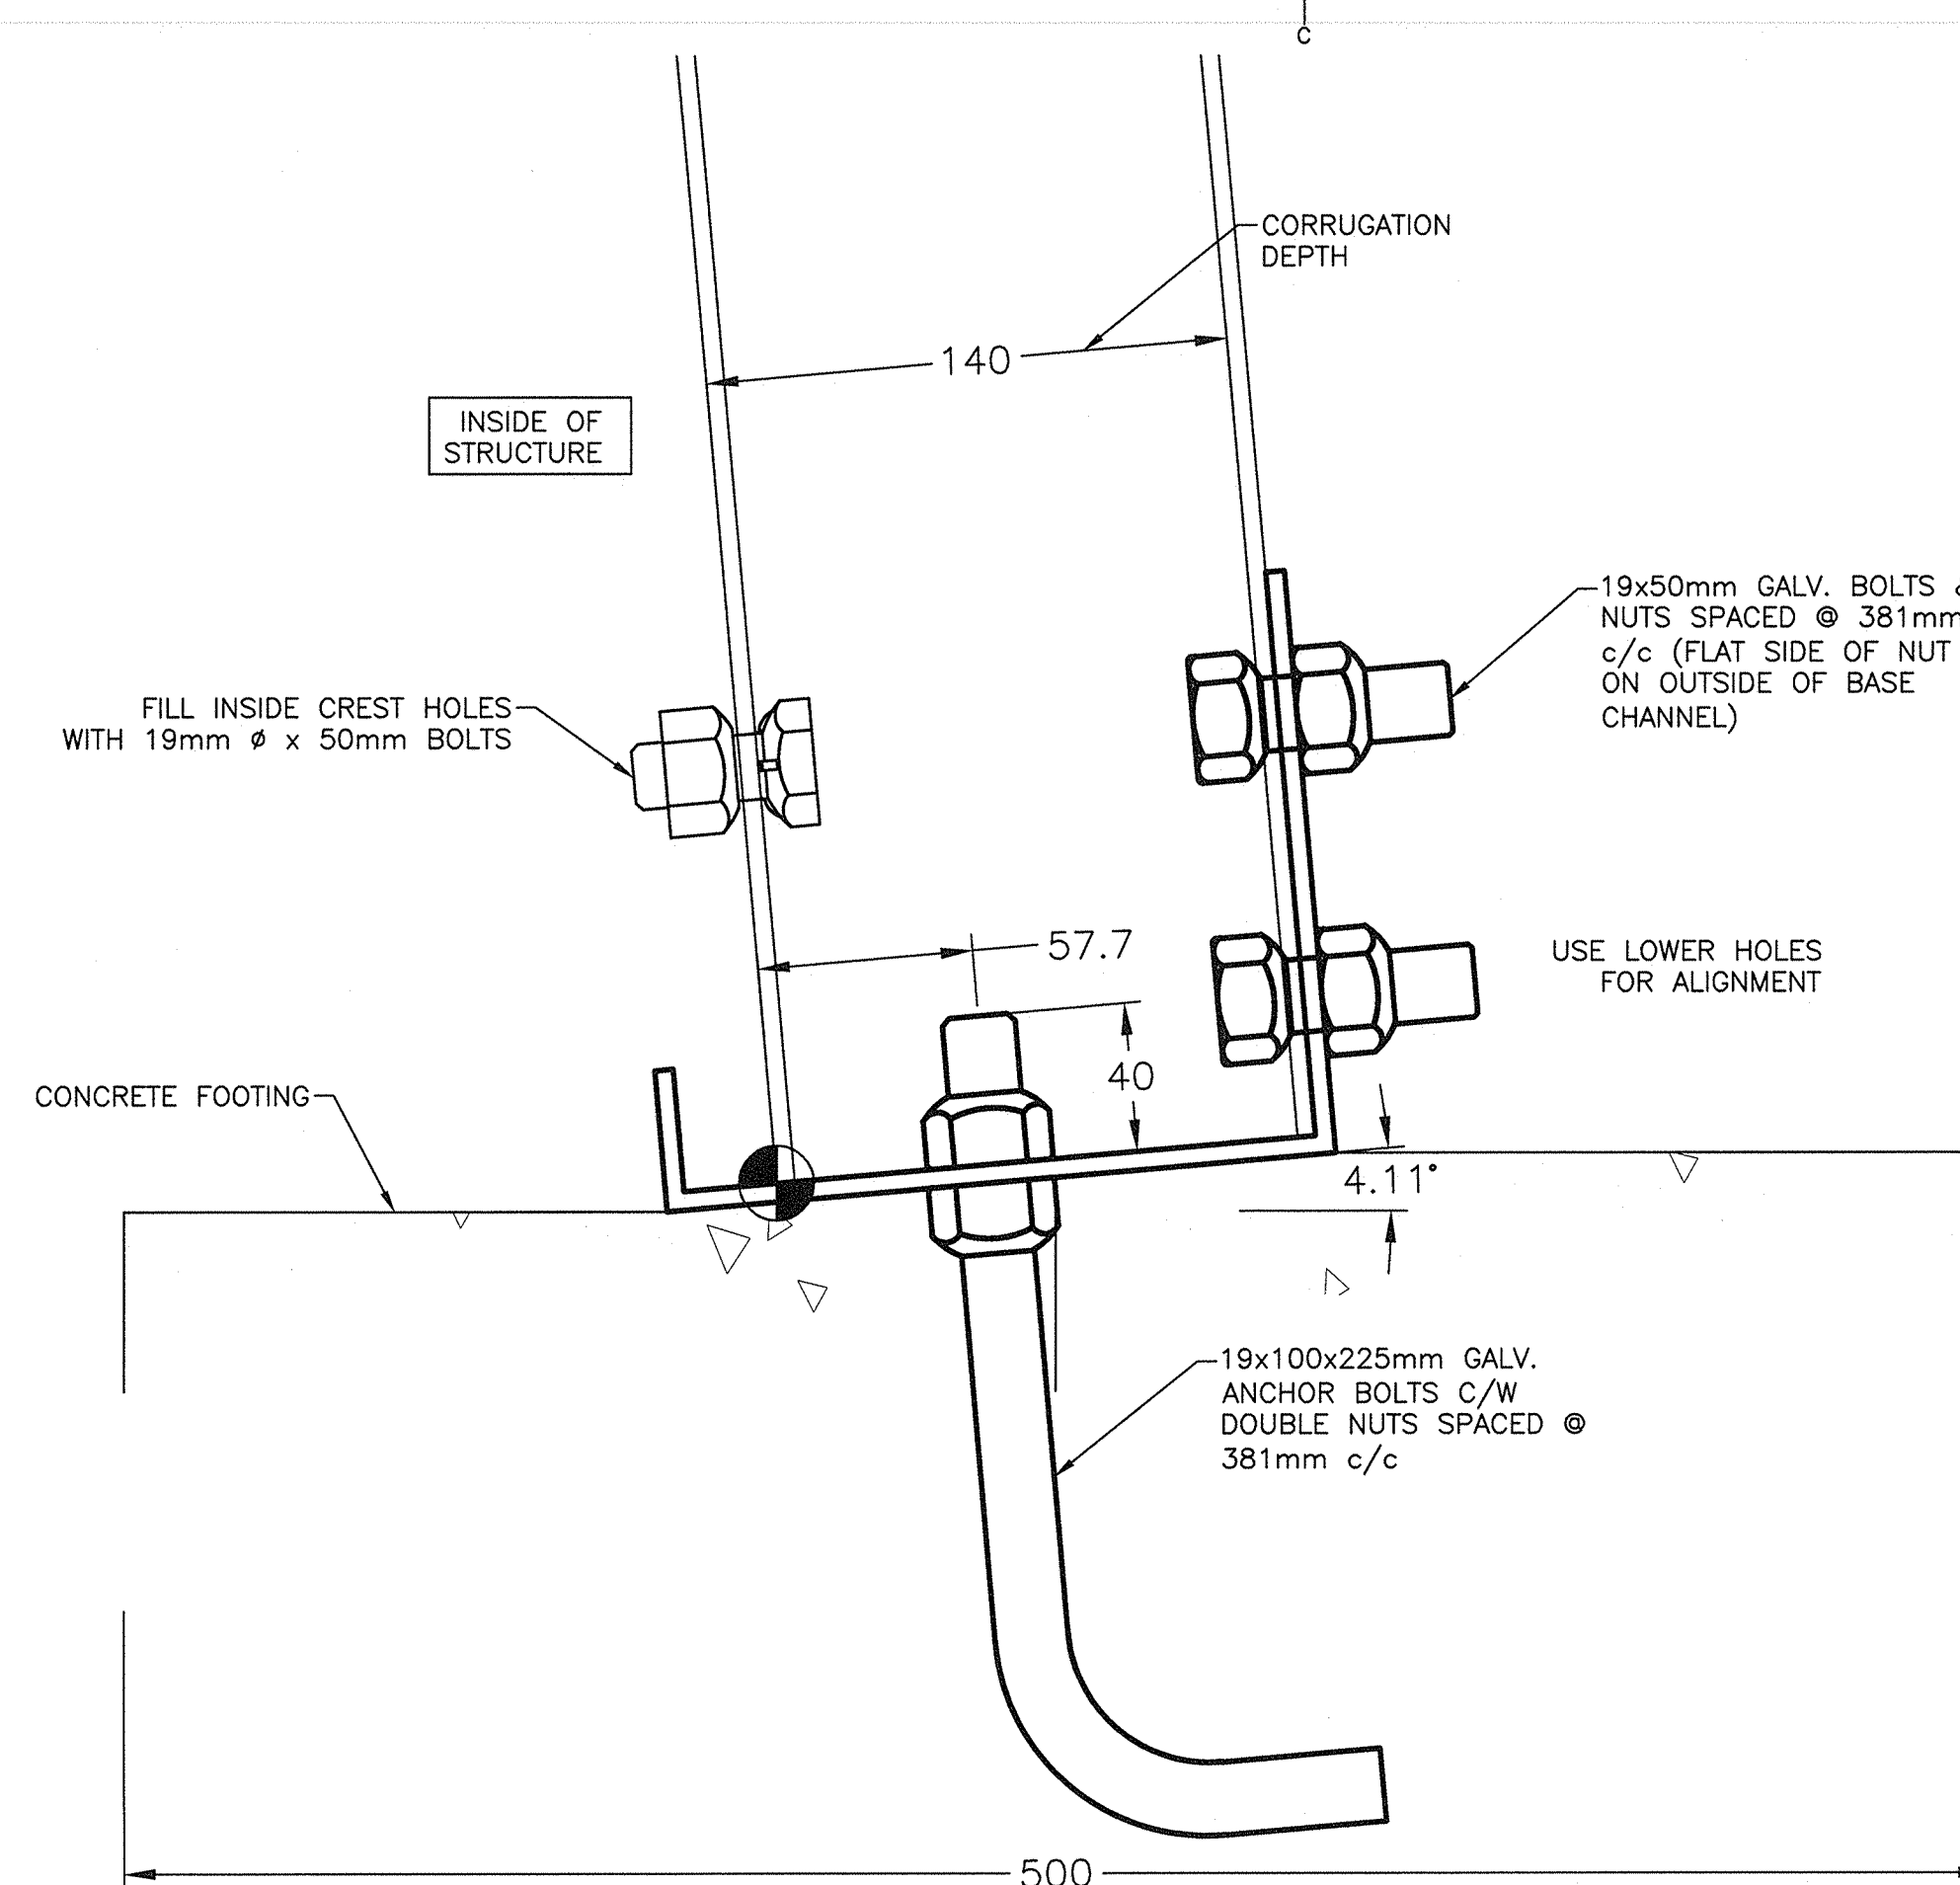 C
CORRUGATION
DEPTH
140
INSIDE OF
STRUCTURE
19x50mm GALV. BOLTS
NUTS SPACED @ 381mm
c/c (FLAT SIDE OF NUT
ON OUTSIDE OF BASE
CHANNEL)
FILL INSIDE CREST HOLES
WITH 19mm ø x 50mm BOLTS
57.7
USE LOWER HOLES
FOR ALIGNMENT
40
CONCRETE FOOTING
4.11°
19x100x225mm GALV.
ANCHOR BOLTS C/W
DOUBLE NUTS SPACED @
381mm c/c
500